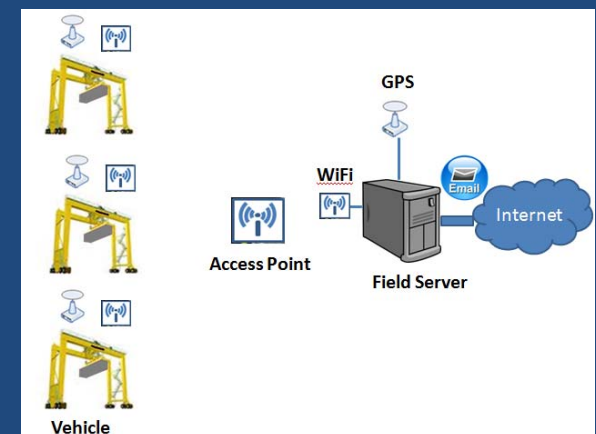 GPS
WiFi
Email
Internet
Access Point
Field Server
Vehicle